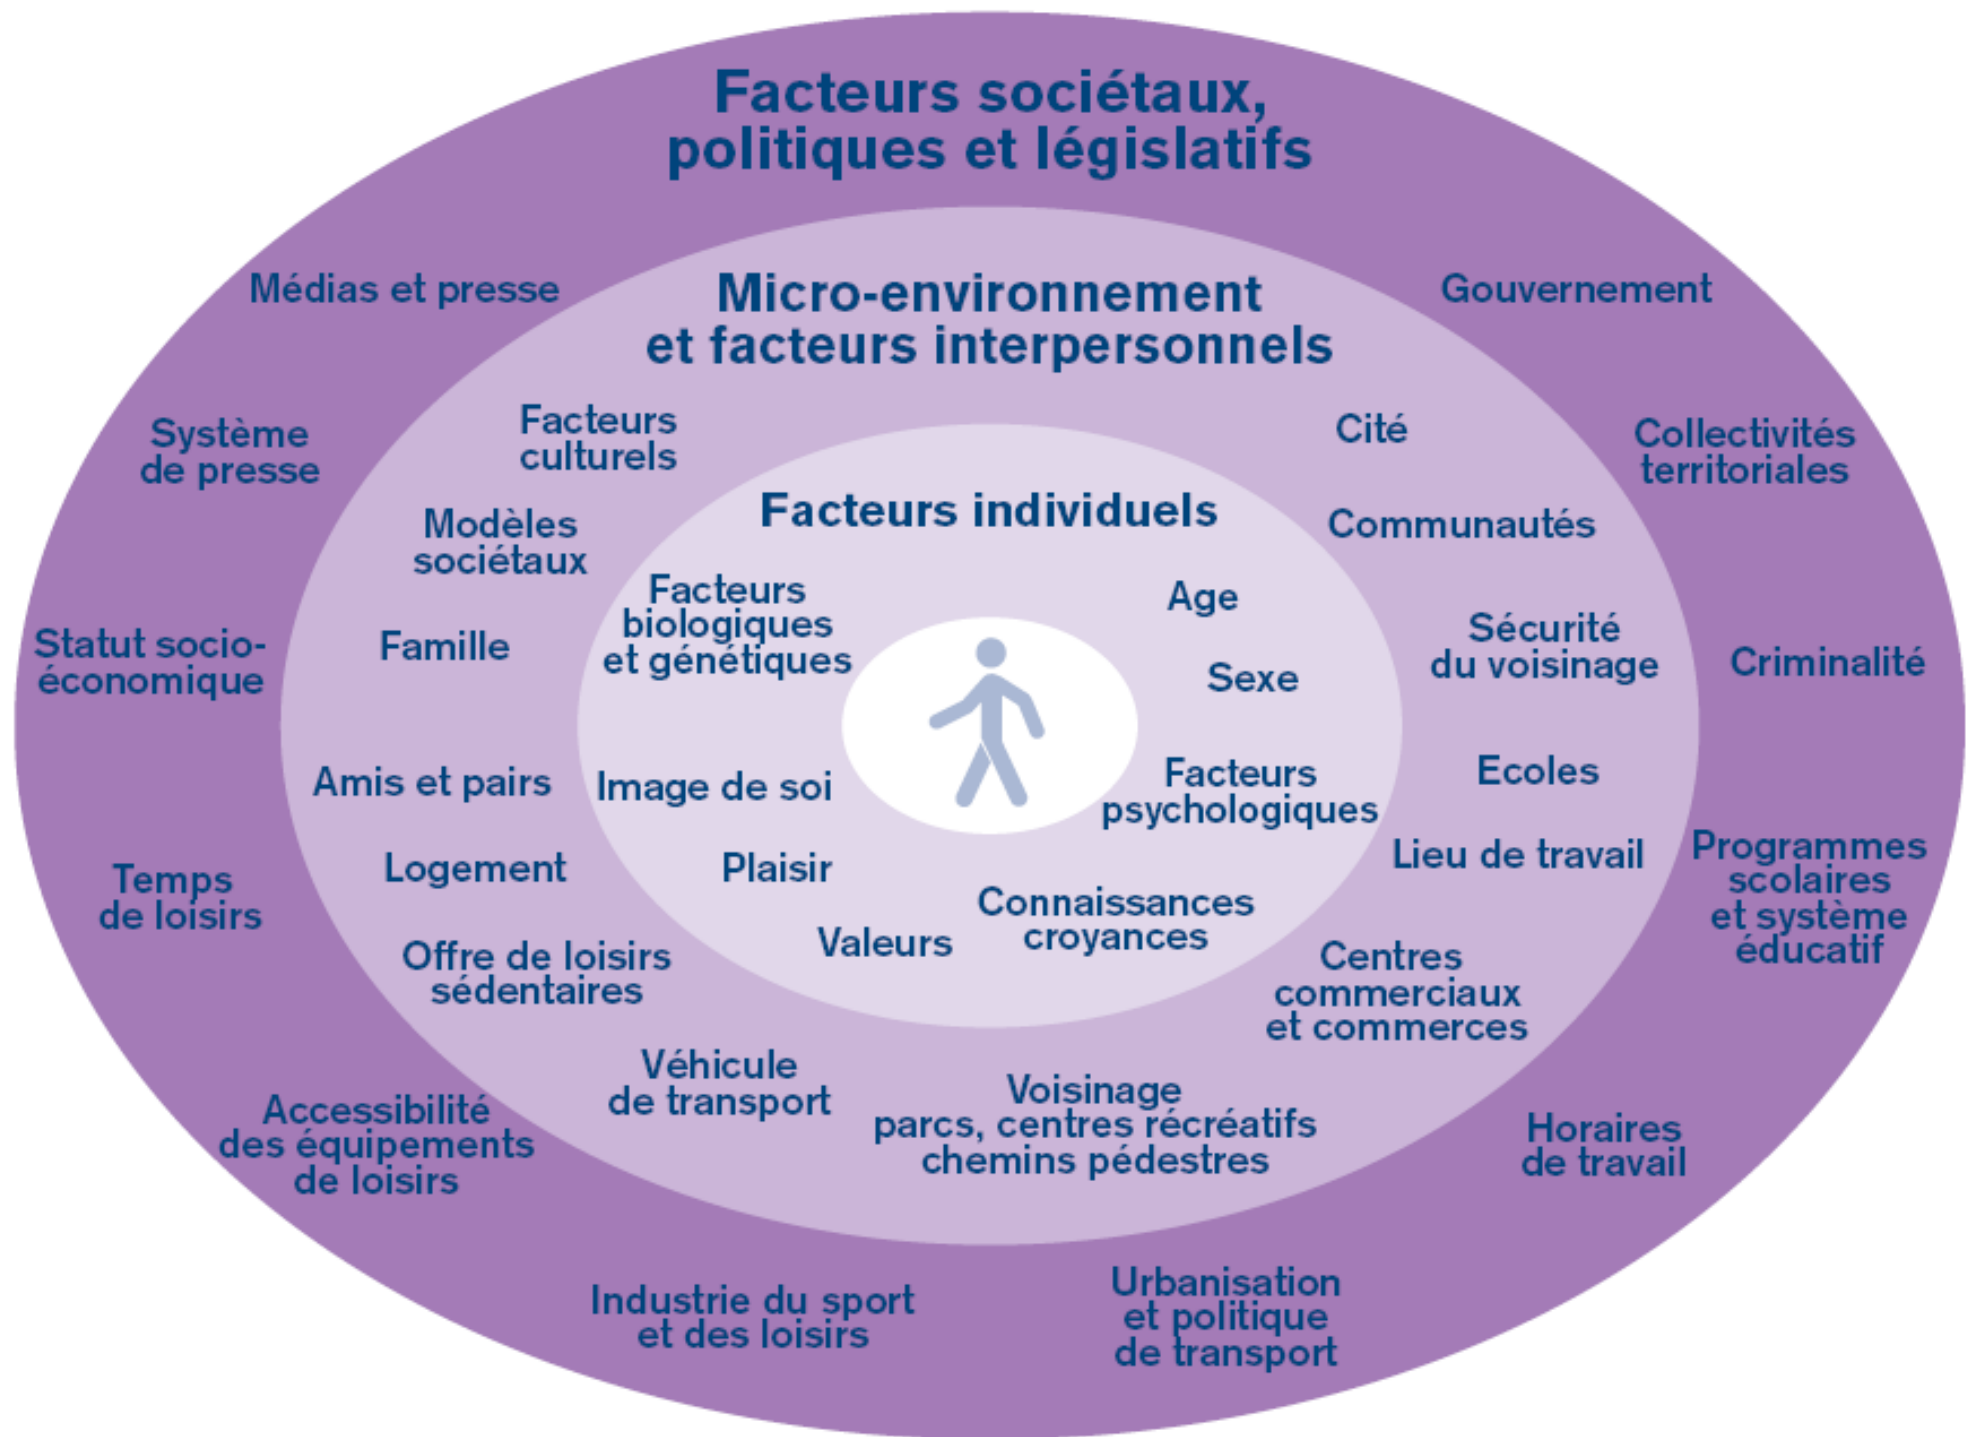 Facteurs sociétaux,
politiques et législatifs
Médias et presse
Gouvernement
Système
de presse
Collectivités
territoriales
Statut socio-
économique
Criminalité
Temps
de loisirs
Programmes
scolaires
et système
éducatif
Accessibilité
des équipements
de loisirs
Horaires
de travail
Industrie du sport
et des loisirs
Urbanisation
et politique
de transport
Micro-environnement
et facteurs interpersonnels
Facteurs
culturels
Cité
Modèles
sociétaux
Communautés
Famille
Sécurité
du voisinage
Amis et pairs
Ecoles
Logement
Lieu de travail
Offre de loisirs
sédentaires
Centres
commerciaux
et commerces
Véhicule
de transport
Voisinage
parcs, centres récréatifs
chemins pédestres
Facteurs individuels
Facteurs
biologiques
et génétiques
Age
Sexe
Image de soi
Facteurs
psychologiques
Plaisir
Connaissances
croyances
Valeurs